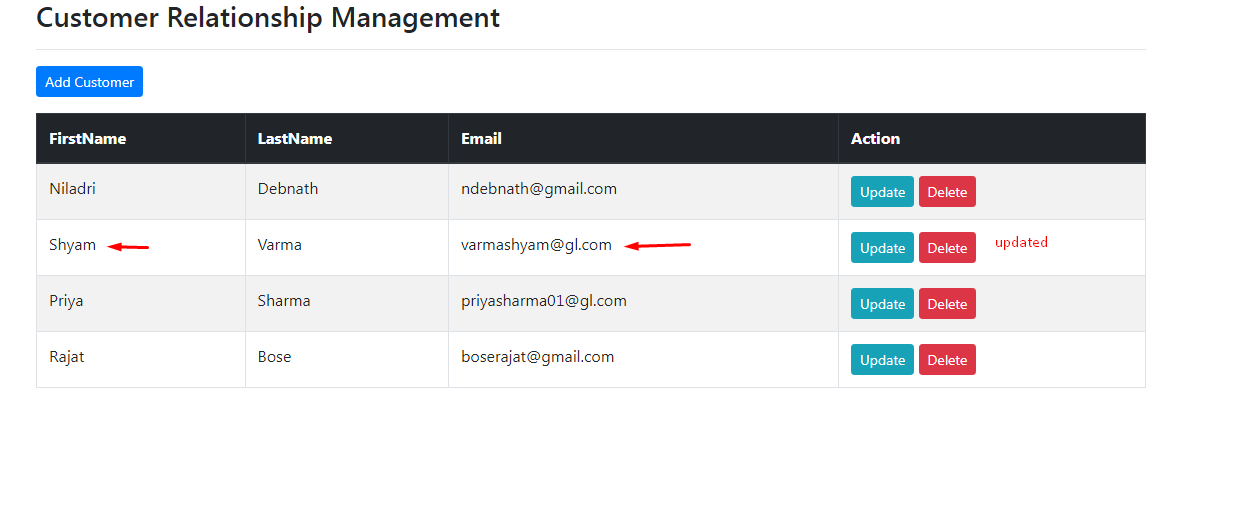 Customer Relationship Management
Add Customer
FirstName LastName Email Action
Niladri Debnath ndebnath@gmail.com Update Delete
Shyam Varma varmashyam@gl.com Update Delete updated
Priya Sharma priyasharma01@gl.com Update Delete
Rajat Bose boserajat@gmail.com Update Delete